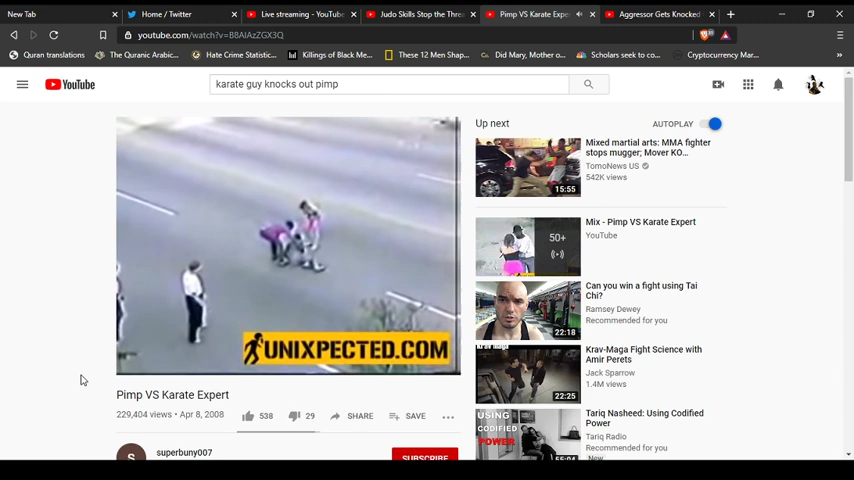 New Tab
Home / Twitter
Live streaming - YouTube
Judo Skills Stop the Threa
Pimp VS Karate Expe
Aggressor Gets Knocked
youtube.com/watch?v=B8AlAzZGX3Q
Quran translations
The Quranic Arabic...
Hate Crime Statistic...
Killings of Black Me...
These 12 Men Shap...
Did Mary, Mother o...
Scholars seek to co...
Cryptocurrency Mar...
YouTube
karate guy knocks out pimp
UNIXPECTED.COM
Pimp VS Karate Expert
229,404 views • Apr 8, 2008
538
29
SHARE
SAVE
S
superbuny007
SUBSCRIBE
Up next
AUTOPLAY
Mixed martial arts: MMA fighter
stops mugger; Mover KO...
TomoNews US
542K views
15:55
Mix - Pimp VS Karate Expert
YouTube
50+
Can you win a fight using Tai
Chi?
Ramsey Dewey
Recommended for you
22:18
Krav-Maga Fight Science with
Amir Perets
Jack Sparrow
1.4M views
22:25
Tariq Nasheed: Using Codified
Power
Tariq Radio
Recommended for you
New
USING
CODIFIED
POWER
55:04